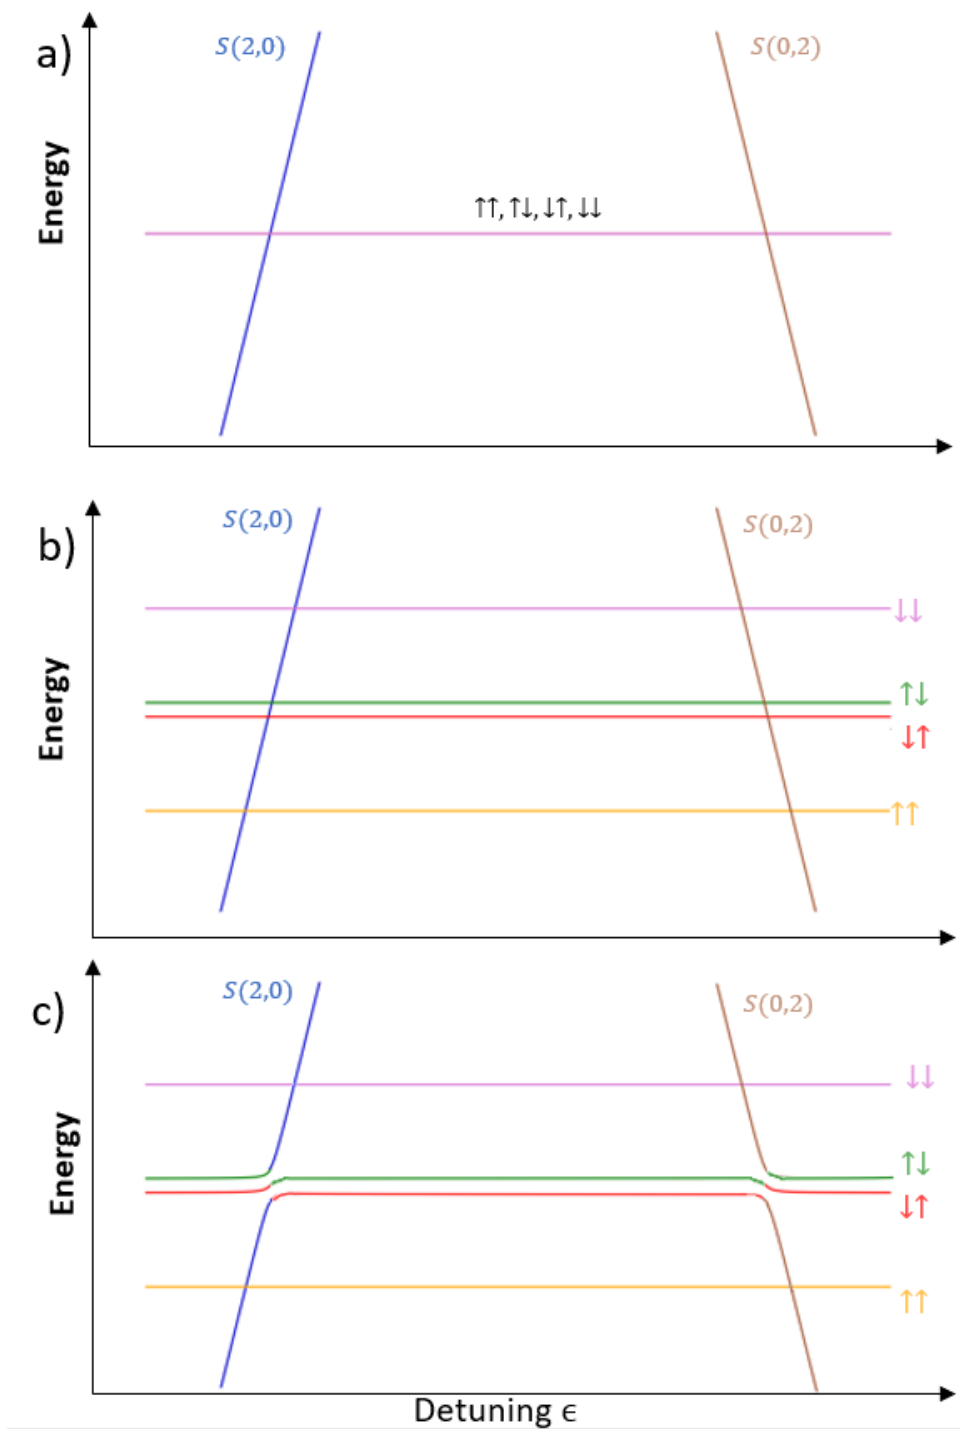 a)
S(2,0)
S(0,2)
Energy
↑↑, ↑↓, ↓↑, ↓↓
b)
S(2,0)
S(0,2)
Energy
↓↓
↑↓
↓↑
↑↑
c)
S(2,0)
S(0,2)
Energy
↓↓
↑↓
↓↑
↑↑
Detuning ϵ